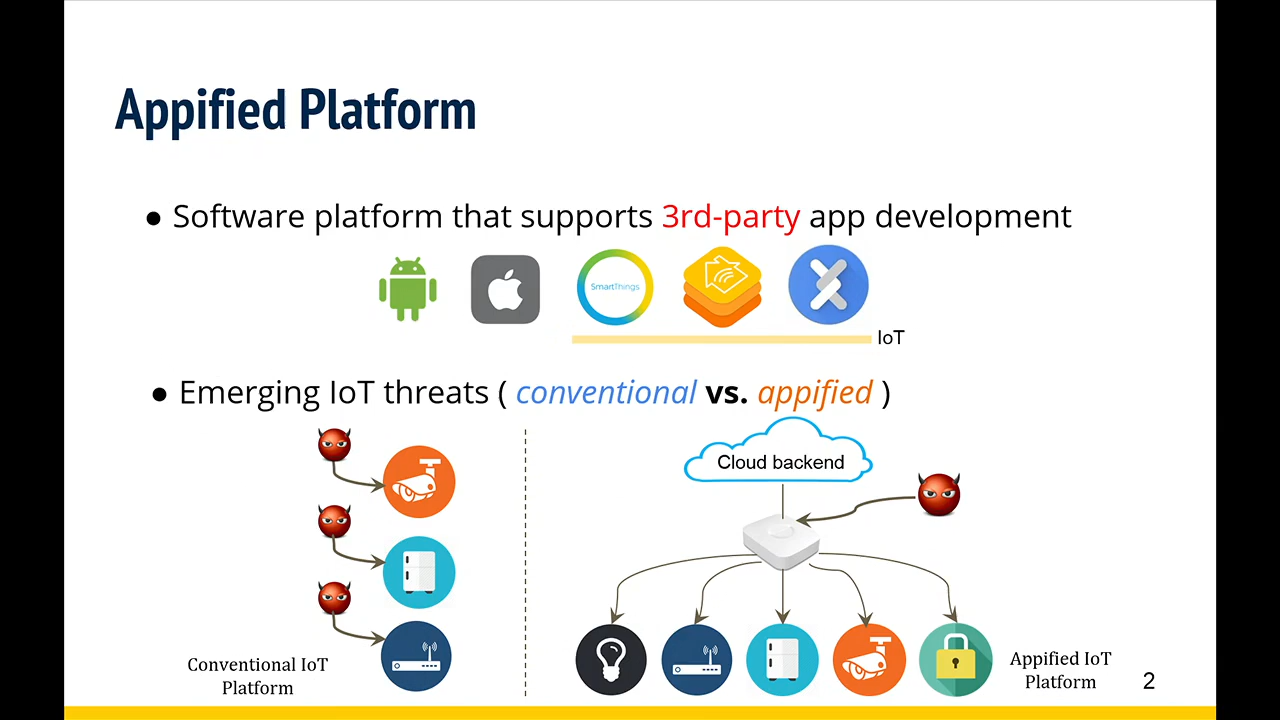 Appified Platform
● Software platform that supports 3rd-party app development
SmartThings
IoT
● Emerging IoT threats ( conventional vs. appified )
Cloud backend
Conventional IoT
Platform
Appified IoT
Platform
2